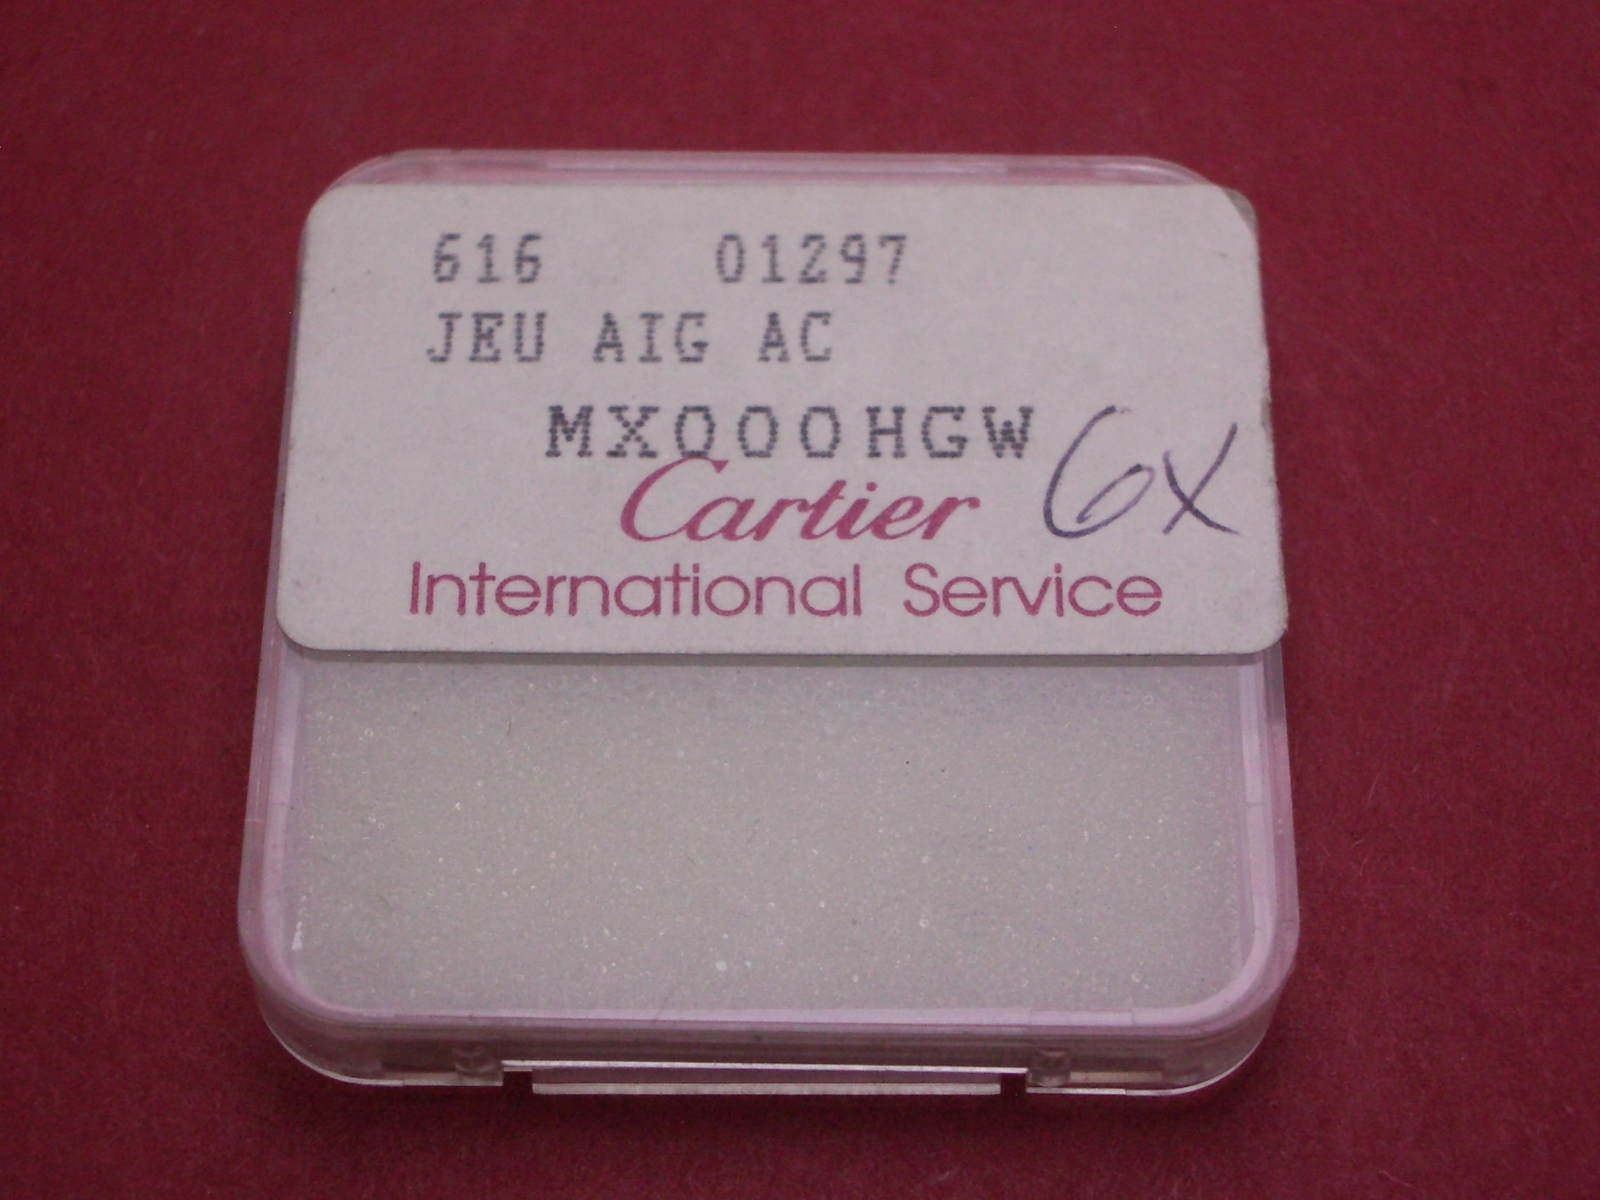 616 01297
JEU AIG AC
MX000HGW 6X
Cartier
International Service